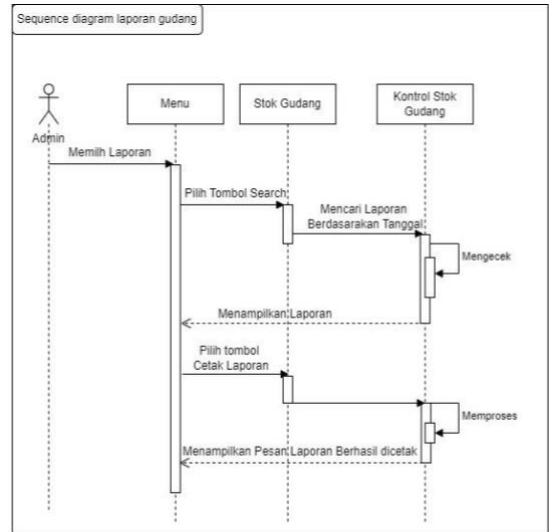 Sequence diagram laporan gudang
Menu
Stok Gudang
Kontrol Stok
Gudang
Admin
Memilh Laporan
Pilih Tombol Search
Mencari Laporan
Berdasarakan Tanggal
Mengecek
Menampilkan Laporan
Pilih tombol
Cetak Laporan
Memproses
Menampilkan Pesan Laporan Berhasil dicetak